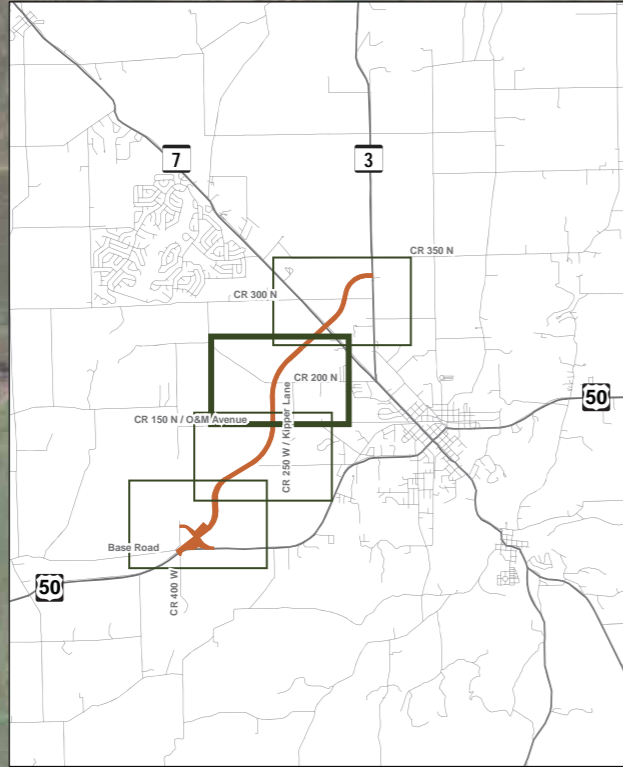 7
3
CR 350 N
CR 300 N
CR 200 N
50
CR 150 N / O&M Avenue
CR 250 W / Kipper Lane
Base Road
50
CR 400 W